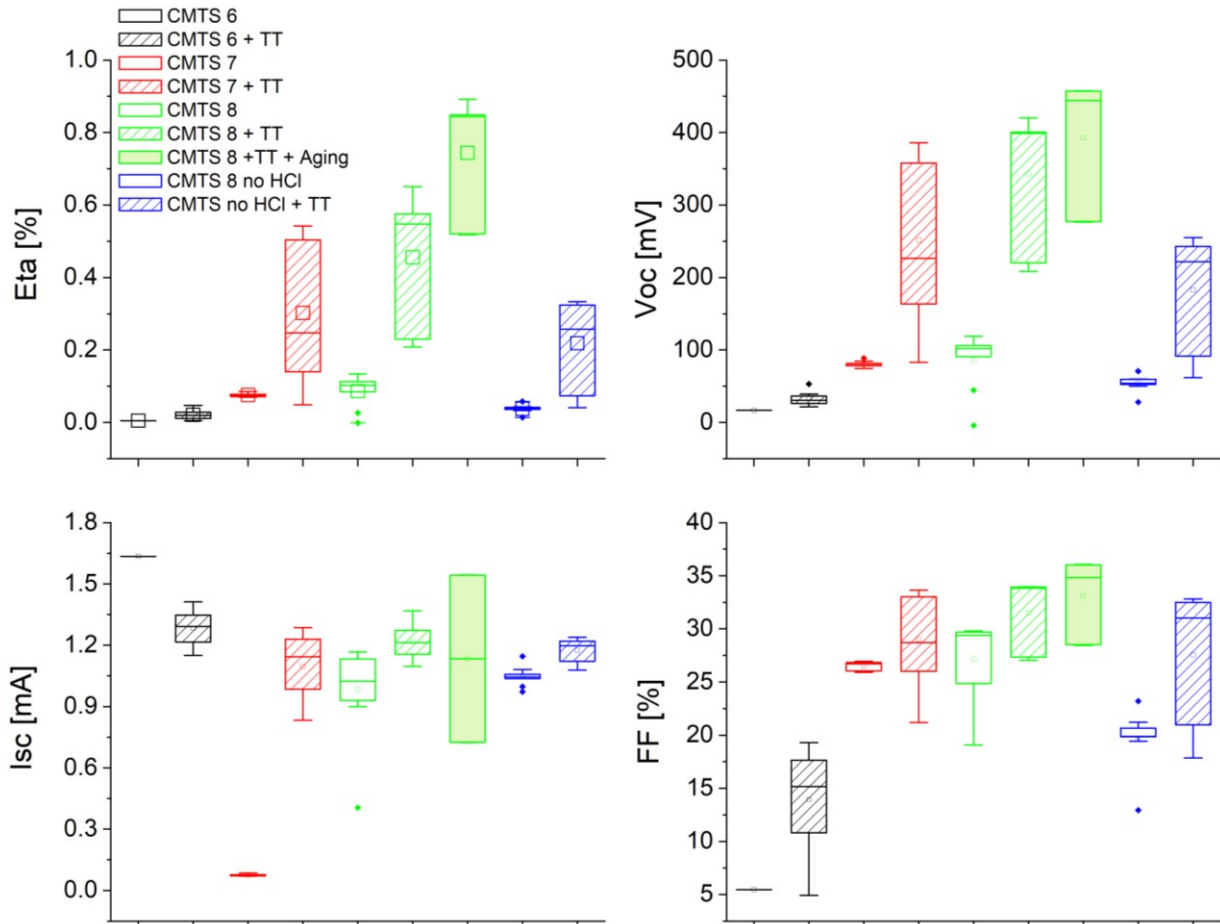 CMTS 6
CMTS 6 + TT
CMTS 7
CMTS 7 + TT
CMTS 8
CMTS 8 + TT
CMTS 8 +TT + Aging
CMTS 8 no HCl
CMTS no HCl + TT
Eta [%]
1.0
0.8
0.6
0.4
0.2
0.0
Voc [mV]
500
400
300
200
100
0
Isc [mA]
1.8
1.5
1.2
0.9
0.6
0.3
0.0
FF [%]
40
35
30
25
20
15
10
5